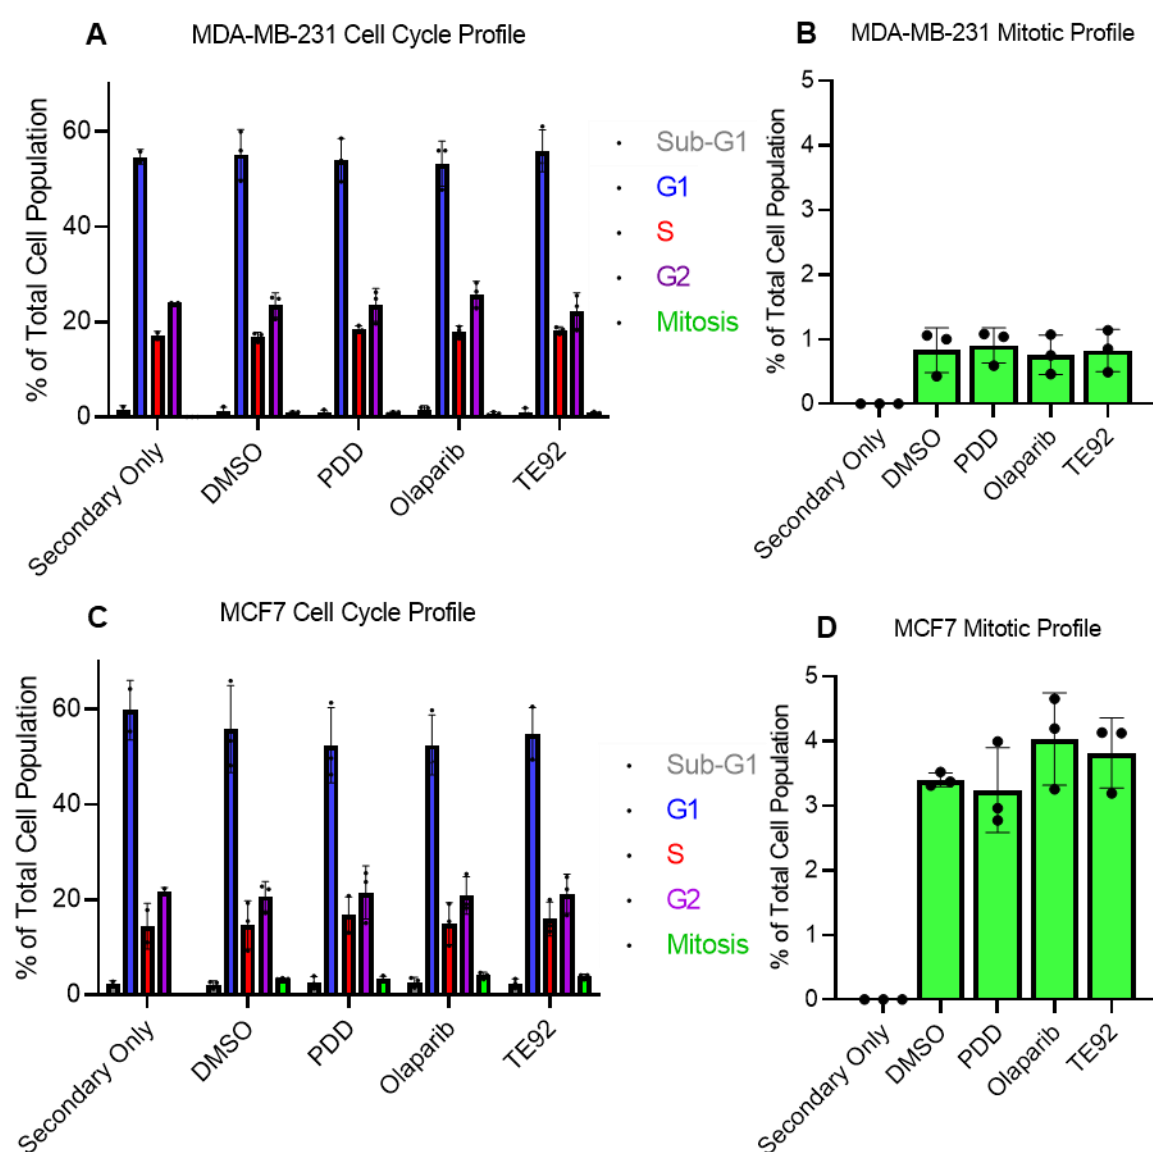 A
MDA-MB-231 Cell Cycle Profile
% of Total Cell Population
60
40
20
0
Secondary Only
DMSO
PDD
Olaparib
TE92
Sub-G1
G1
S
G2
Mitosis
B
MDA-MB-231 Mitotic Profile
% of Total Cell Population
5
4
3
2
1
0
Secondary Only
DMSO
PDD
Olaparib
TE92
C
MCF7 Cell Cycle Profile
% of Total Cell Population
60
40
20
0
Secondary Only
DMSO
PDD
Olaparib
TE92
Sub-G1
G1
S
G2
Mitosis
D
MCF7 Mitotic Profile
% of Total Cell Population
5
4
3
2
1
0
Secondary Only
DMSO
PDD
Olaparib
TE92